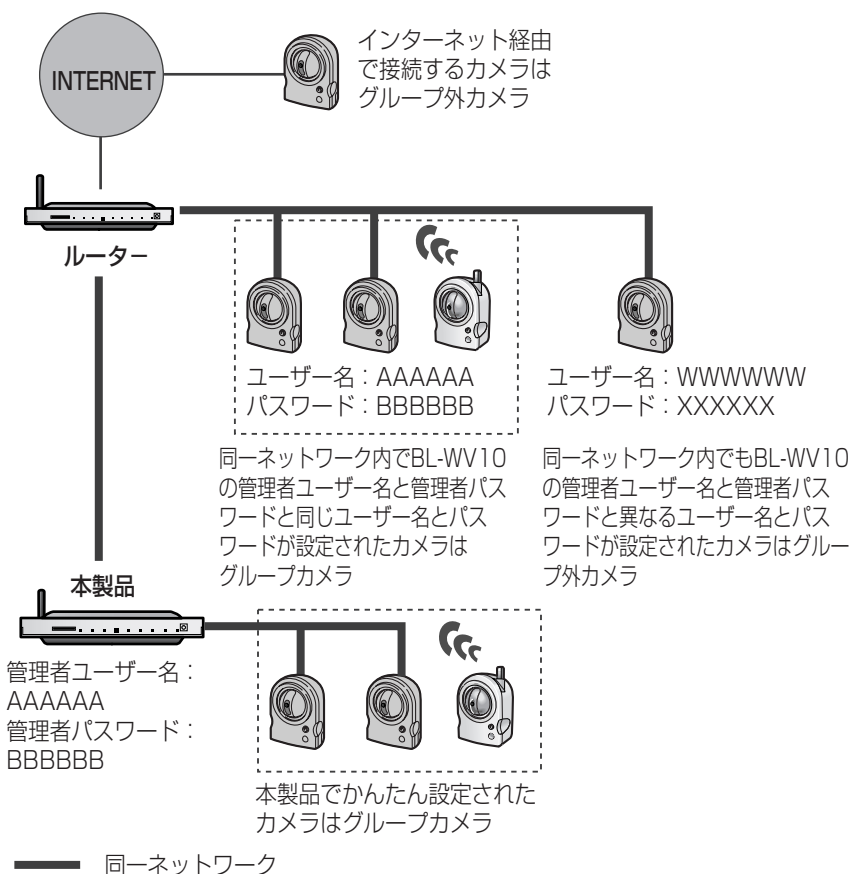 インターネット経由
で接続するカメラは
グループ外カメラ
INTERNET
ルーター
ユーザー名：AAAAAA
パスワード：BBBBBB
ユーザー名：WWWWWW
パスワード：XXXXXX
同一ネットワーク内でBL-WV10
の管理者ユーザー名と管理者パス
ワードと同じユーザー名とパス
ワードが設定されたカメラは
グループカメラ
同一ネットワーク内でもBL-WV10
の管理者ユーザー名と管理者パス
ワードと異なるユーザー名とパス
ワードが設定されたカメラはグルー
プ外カメラ
本製品
管理者ユーザー名：
AAAAAA
管理者パスワード：
BBBBBB
本製品でかんたん設定された
カメラはグループカメラ
同一ネットワーク